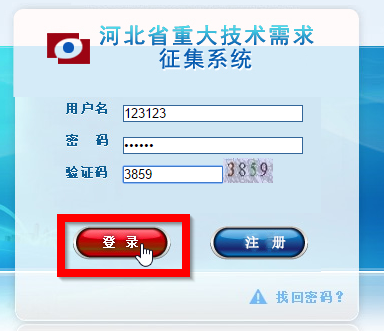 河北省重大技术需求
征集系统
用户名 123123
密 码 ••••••
验证码 3859 3859
登 录 注 册
找回密码？